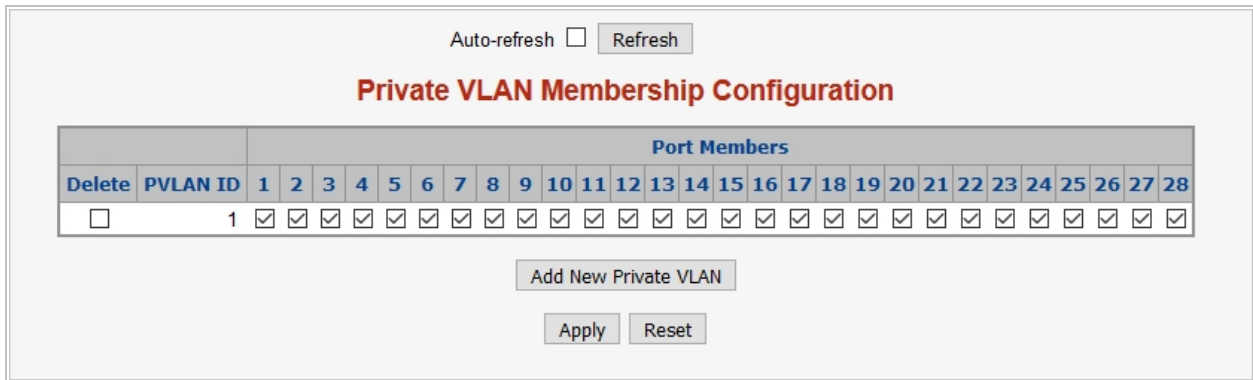 Auto-refresh Refresh
Private VLAN Membership Configuration
Port Members
Delete PVLAN ID 1 2 3 4 5 6 7 8 9 10 11 12 13 14 15 16 17 18 19 20 21 22 23 24 25 26 27 28
1
Add New Private VLAN
Apply Reset